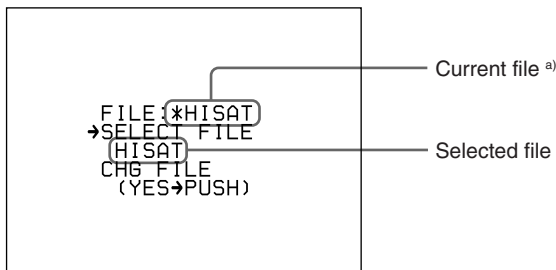 Current file a)
FILE:*HISAT
→SELECT FILE
HISAT
Selected file
CHG FILE
(YES→PUSH)